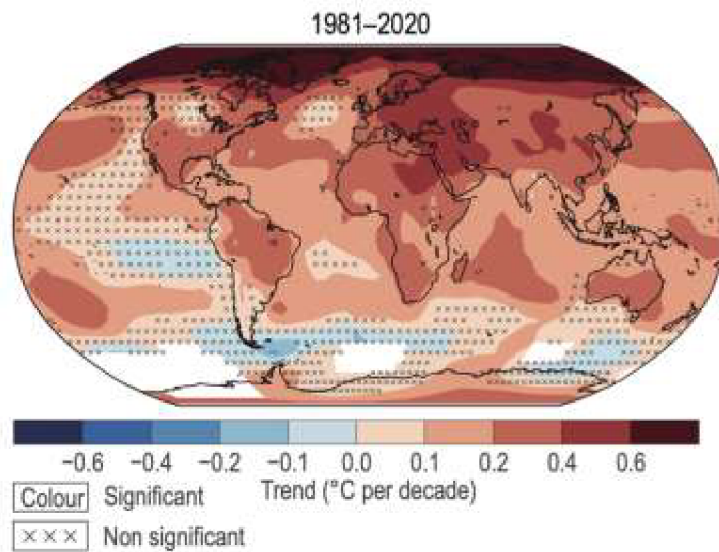 1981–2020
−0.6 −0.4 −0.2 −0.1 0.0 0.1 0.2 0.4 0.6
Trend (°C per decade)
Colour Significant
××× Non significant